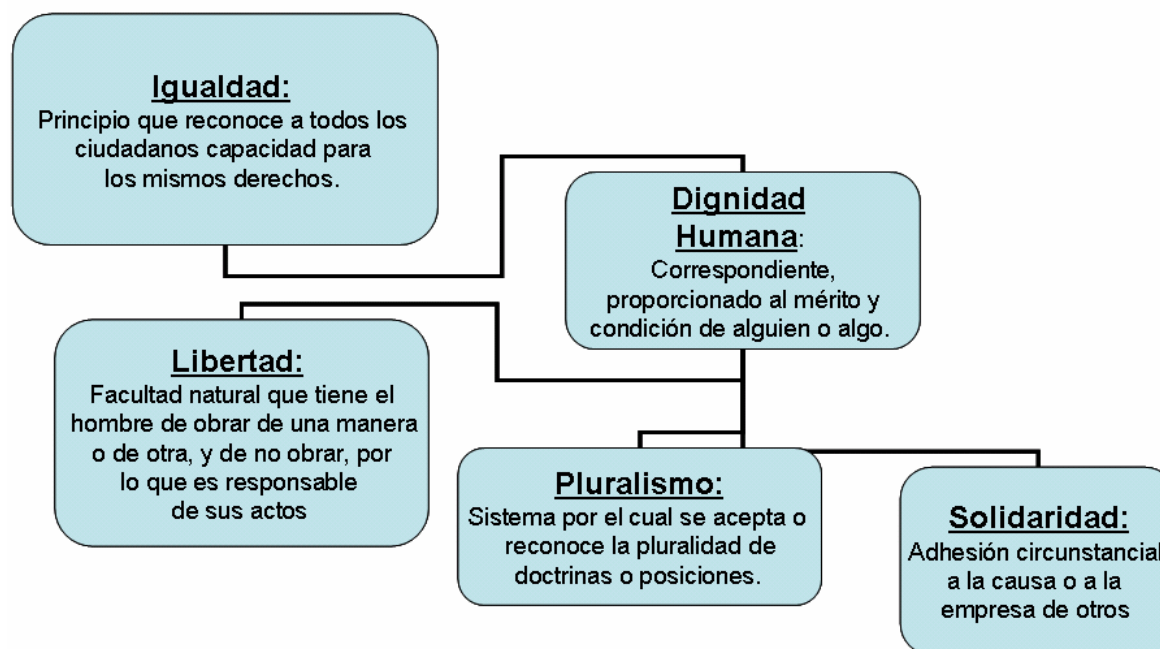 Igualdad:
Principio que reconoce a todos los
ciudadanos capacidad para
los mismos derechos.
Dignidad
Humana:
Correspondiente,
proporcionado al mérito y
condición de alguien o algo.
Libertad:
Facultad natural que tiene el
hombre de obrar de una manera
o de otra, y de no obrar, por
lo que es responsable
de sus actos
Pluralismo:
Sistema por el cual se acepta o
reconoce la pluralidad de
doctrinas o posiciones.
Solidaridad:
Adhesión circunstancial
a la causa o a la
empresa de otros